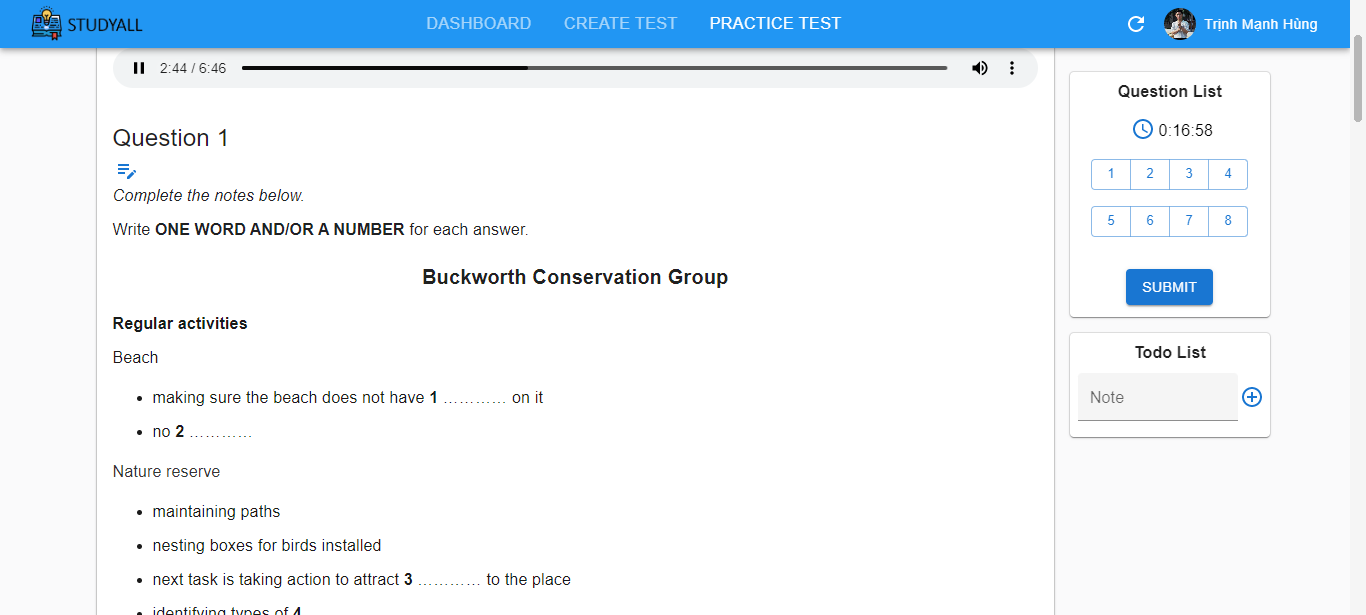 STUDYALL
DASHBOARD CREATE TEST PRACTICE TEST
Trịnh Mạnh Hùng
2:44 / 6:46
Question 1
Complete the notes below.
Write ONE WORD AND/OR A NUMBER for each answer.
Buckworth Conservation Group
Regular activities
Beach
• making sure the beach does not have 1 ………… on it
• no 2 …………
Nature reserve
• maintaining paths
• nesting boxes for birds installed
• next task is taking action to attract 3 ………… to the place
• identifying types of 4
Question List
0:16:58
1 2 3 4
5 6 7 8
SUBMIT
Todo List
Note